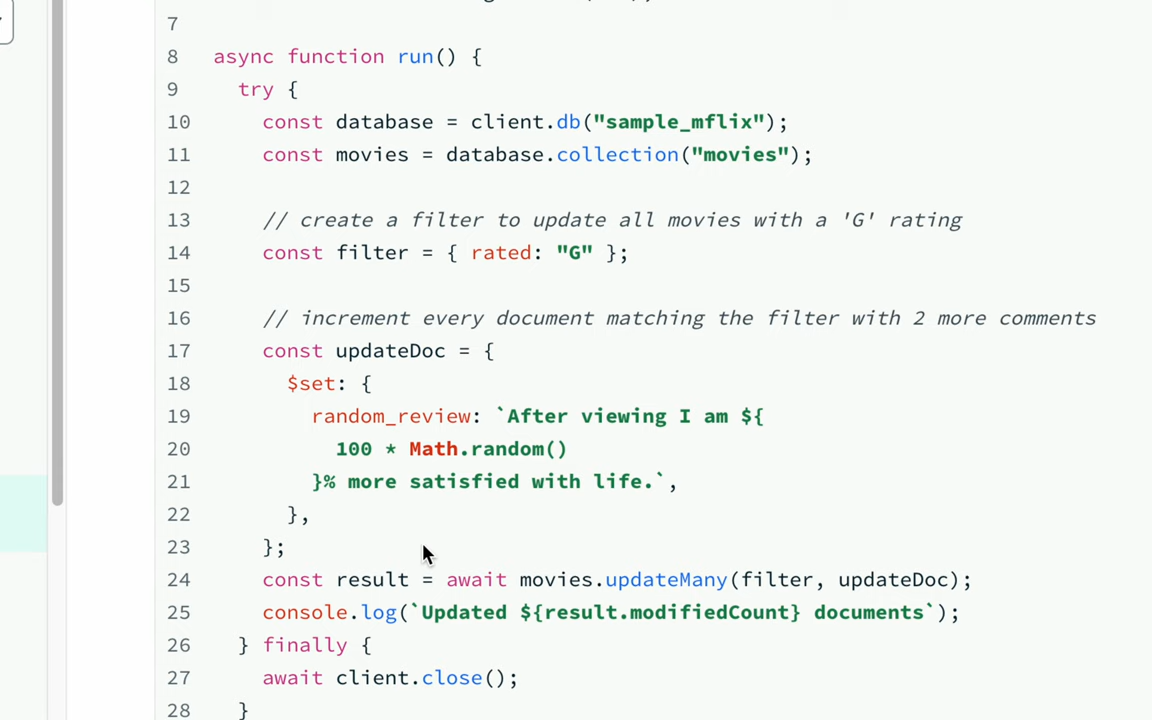 7
8 async function run() {
9 try {
10 const database = client.db("sample_mflix");
11 const movies = database.collection("movies");
12
13 // create a filter to update all movies with a 'G' rating
14 const filter = { rated: "G" };
15
16 // increment every document matching the filter with 2 more comments
17 const updateDoc = {
18 $set: {
19 random_review: `After viewing I am ${
20 100 * Math.random()
21 }% more satisfied with life.`,
22 },
23 };
24 const result = await movies.updateMany(filter, updateDoc);
25 console.log(`Updated ${result.modifiedCount} documents`);
26 } finally {
27 await client.close();
28 }